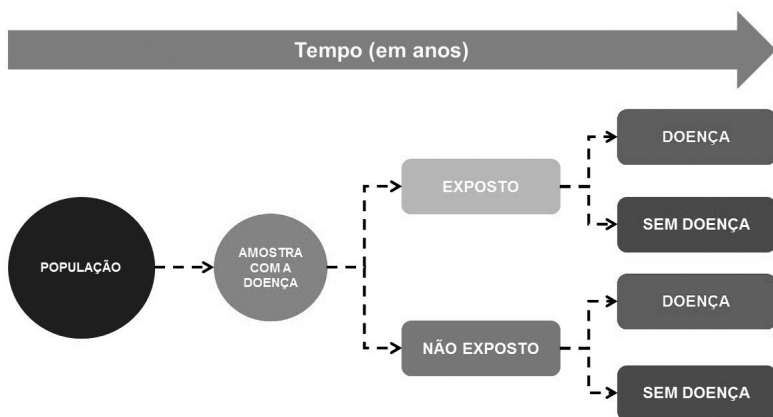 Tempo (em anos)
DOENÇA
EXPOSTO
SEM DOENÇA
POPULAÇÃO
AMOSTRA
COM A
DOENÇA
DOENÇA
NÃO EXPOSTO
SEM DOENÇA